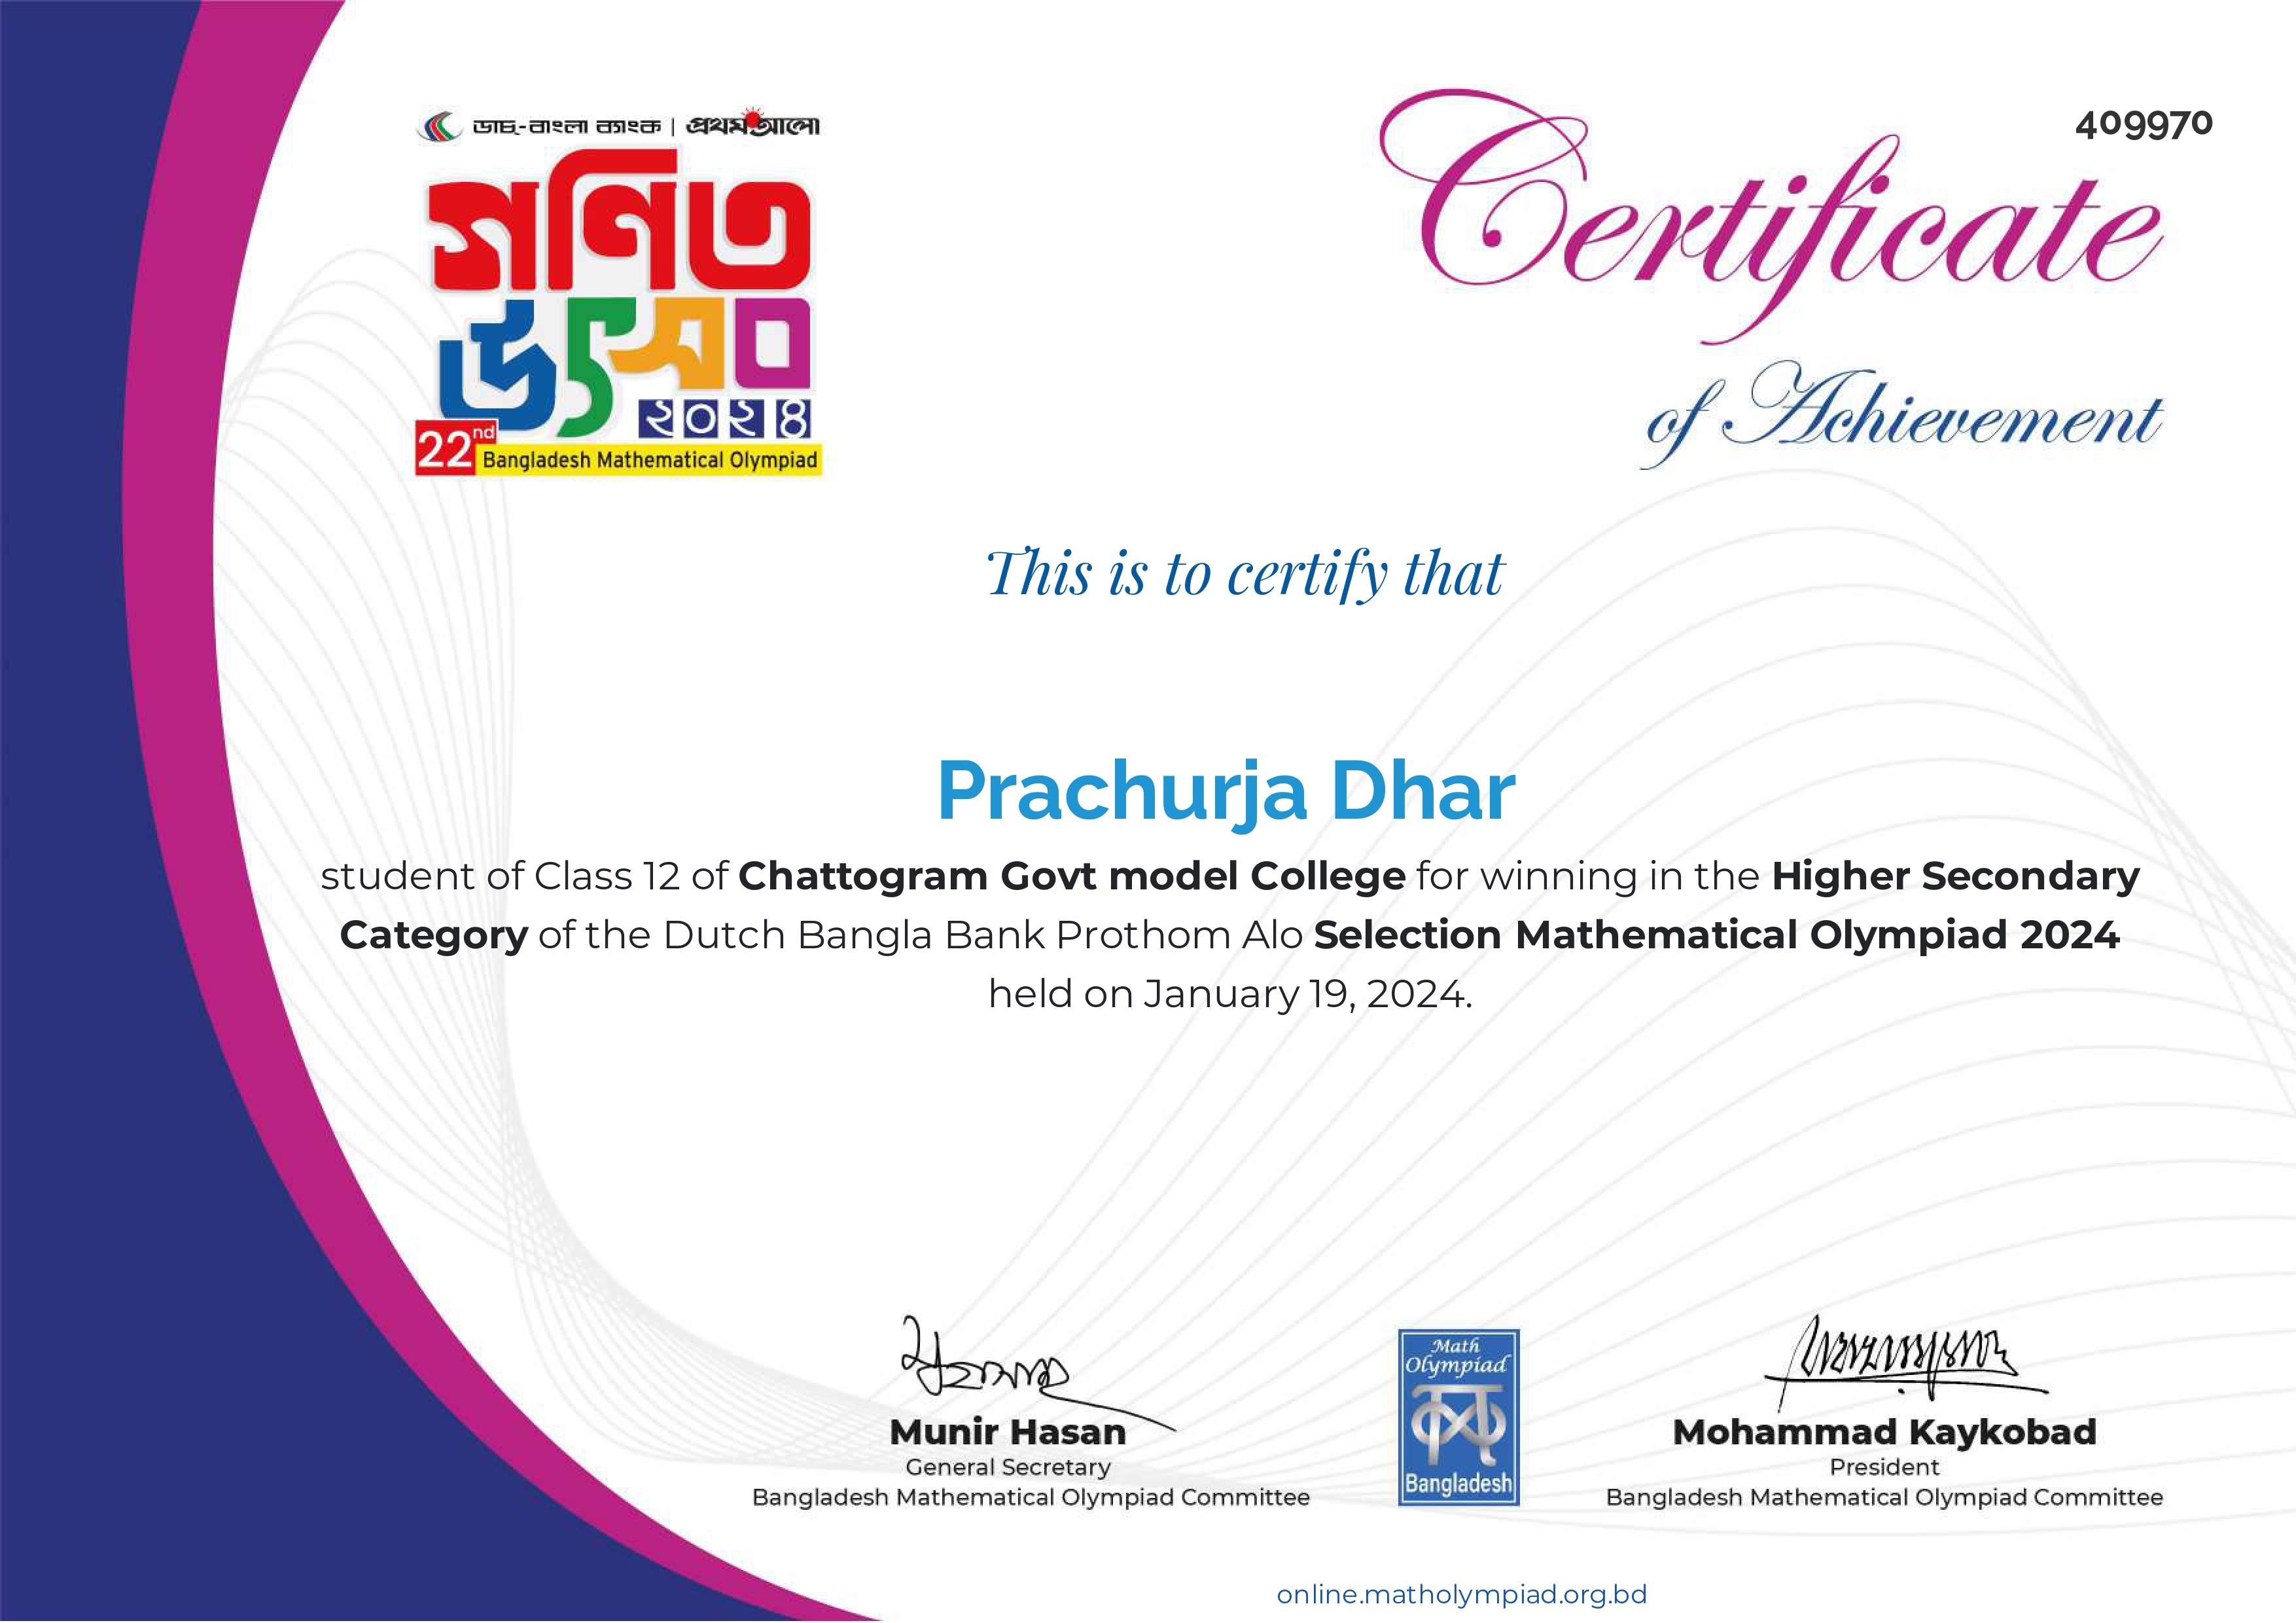 ডাচ্-বাংলা ব্যাংক | প্রথম আলো
গণিত
উৎসব
২০২৪
22nd Bangladesh Mathematical Olympiad
409970
Certificate
of Achievement
This is to certify that
Prachurja Dhar
student of Class 12 of Chattogram Govt model College for winning in the Higher Secondary
Category of the Dutch Bangla Bank Prothom Alo Selection Mathematical Olympiad 2024
held on January 19, 2024.
Munir Hasan
General Secretary
Bangladesh Mathematical Olympiad Committee
Math
Olympiad
Bangladesh
Mohammad Kaykobad
President
Bangladesh Mathematical Olympiad Committee
online.matholympiad.org.bd